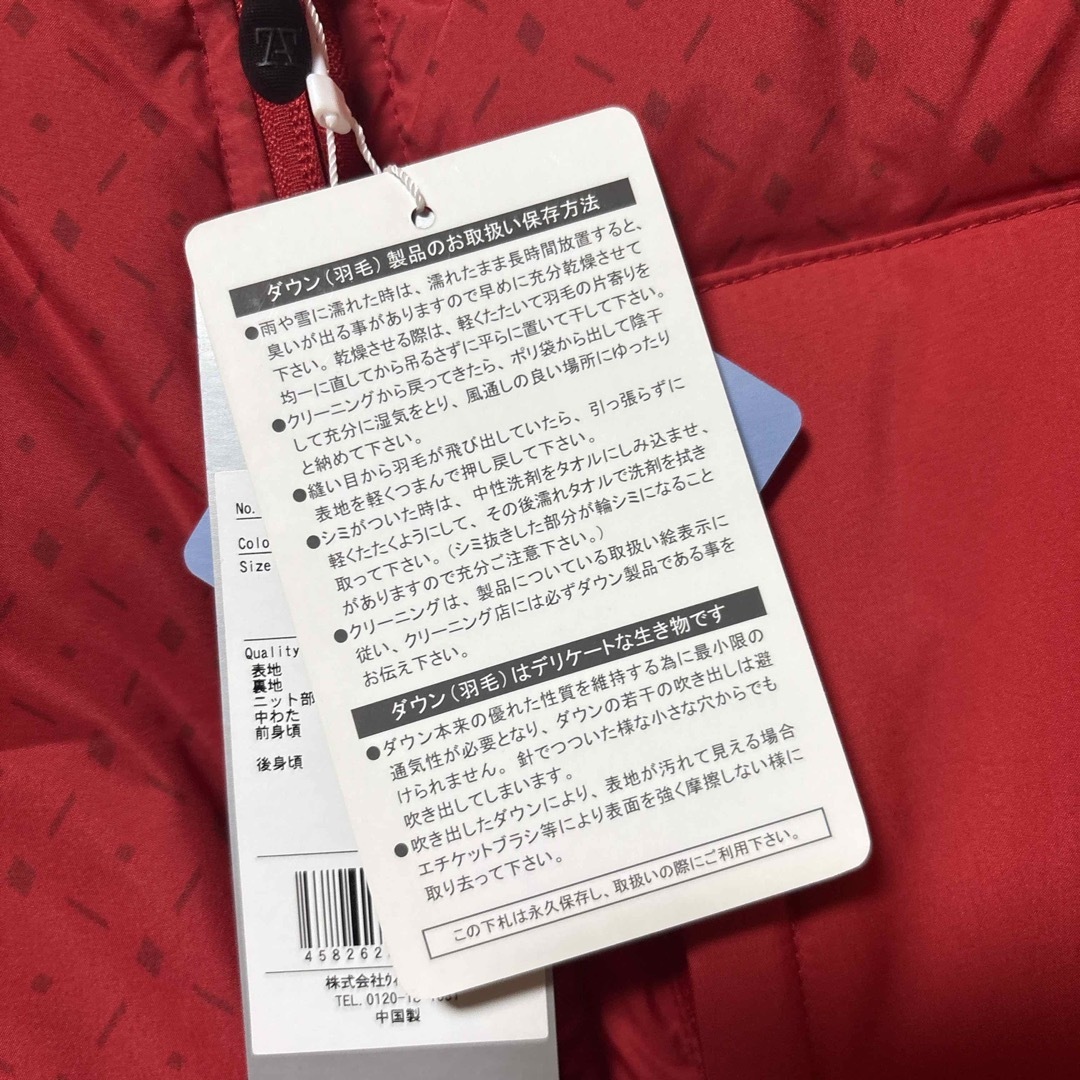 ダウン(羽毛)製品のお取扱い保存方法
●雨や雪に濡れた時は、濡れたまま長時間放置すると、
臭いが出る事がありますので早めに充分乾燥させて
下さい。乾燥させる際は、軽くたたいて羽毛の片寄りを
均一に直してから吊るさずに平らに置いて干して下さい。
●クリーニングから戻ってきたら、ポリ袋から出して陰干
して充分に湿気をとり、風通しの良い場所にゆったり
と納めて下さい。
●縫い目から羽毛が飛び出していたら、引っ張らずに
表地を軽くつまんで押し戻して下さい。
●シミがついた時は、中性洗剤をタオルにしみ込ませ、
軽くたたくようにして、その後濡れタオルで洗剤を拭き
取って下さい。(シミ抜きした部分が輪シミになること
がありますので充分ご注意下さい。)
●クリーニングは、製品についている取扱い絵表示に
従い、クリーニング店には必ずダウン製品である事を
お伝え下さい。
ダウン(羽毛)はデリケートな生き物です
●ダウン本来の優れた性質を維持する為に最小限の
通気性が必要となり、ダウンの若干の吹き出しは避
けられません。針でつついた様な小さな穴からでも
吹き出してしまいます。
●吹き出したダウンにより、表地が汚れて見える場合
エチケットブラシ等により表面を強く摩擦しない様に
取り去って下さい。
この下札は永久保存し、取扱いの際にご利用下さい。
No.
Colo
Size
Quality
表地
裏地
ニット部
中わた
前身頃
後身頃
458262
株式会社ウィ
TEL.0120-1
中国製